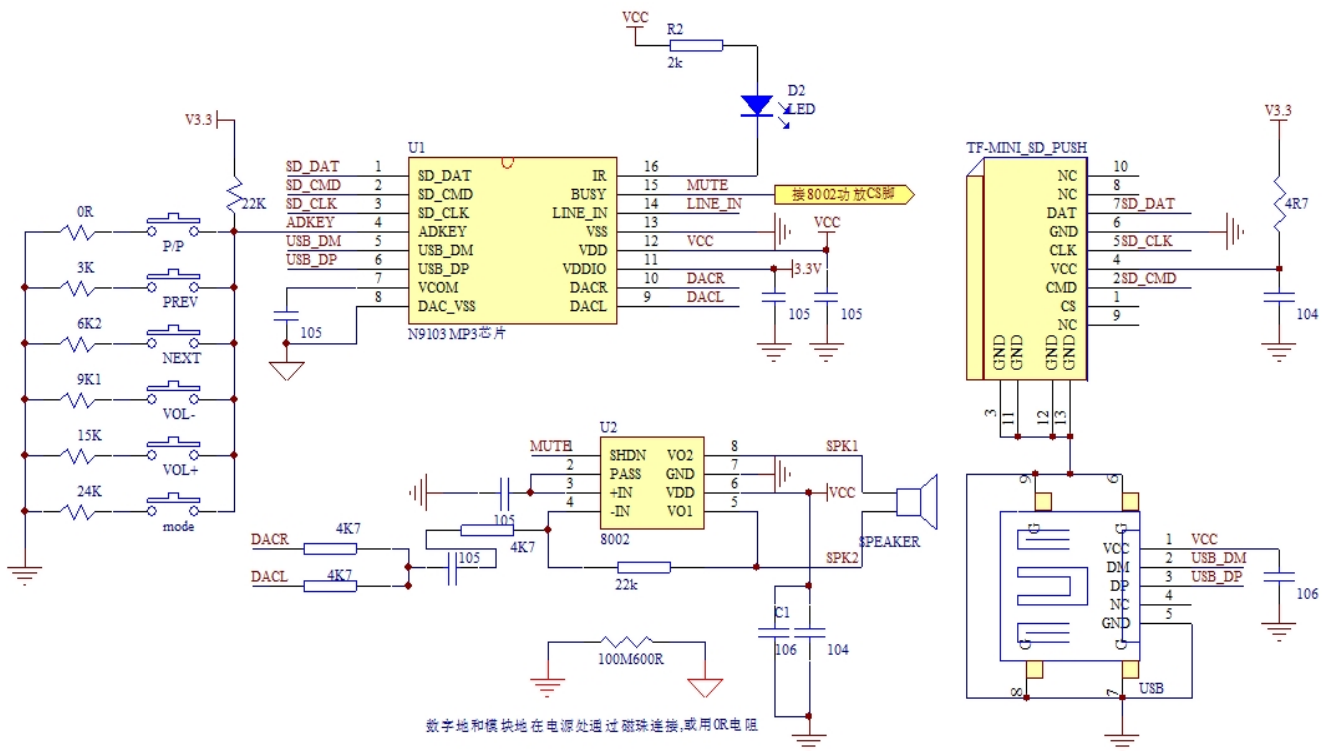 VCC
R2
2k
D2
LED
V3.3
22K
0R
P/P
3K
PREV
6K2
NEXT
9K1
VOL-
15K
VOL+
24K
mode
U1
SD_DAT 1 SD_DAT
SD_CMD 2 SD_CMD
SD_CLK 3 SD_CLK
ADKEY 4 ADKEY
USB_DM 5 USB_DM
USB_DP 6 USB_DP
7 VCOM
8 DAC_VSS
IR 16
BUSY 15 MUTE
LINE_IN 14 LINE_IN
VSS 13
VDD 12 VCC
VDDIO 11
DACR 10 DACR
DACL 9 DACL
N9103 MP3芯片
105
接8002功放CS脚
VCC
3.3V
105
105
TF-MINI_SD_PUSH
NC 10
NC 8
DAT 7 SD_DAT
GND 6
CLK 5 SD_CLK
VCC 4
CMD 2 SD_CMD
CS 1
NC 9
GND
GND
GND
GND
3
11
12
13
V3.3
4R7
104
U2
MUTE 1 SHDN
2 PASS
3 +IN
4 -IN
VO2 8 SPK1
GND 7
VDD 6 VCC
VO1 5
8002
105
4K7
105
DACR
4K7
DACL
4K7
22k
SPK2
SPEAKER
C1
106
104
100M600R
数字地和模块地在电源处通过磁珠连接,或用0R电阻
9
6
G
G
VCC 1 VCC
DM 2 USB_DM
DP 3 USB_DP
NC 4
GND 5
G
G
8
7
USB
106